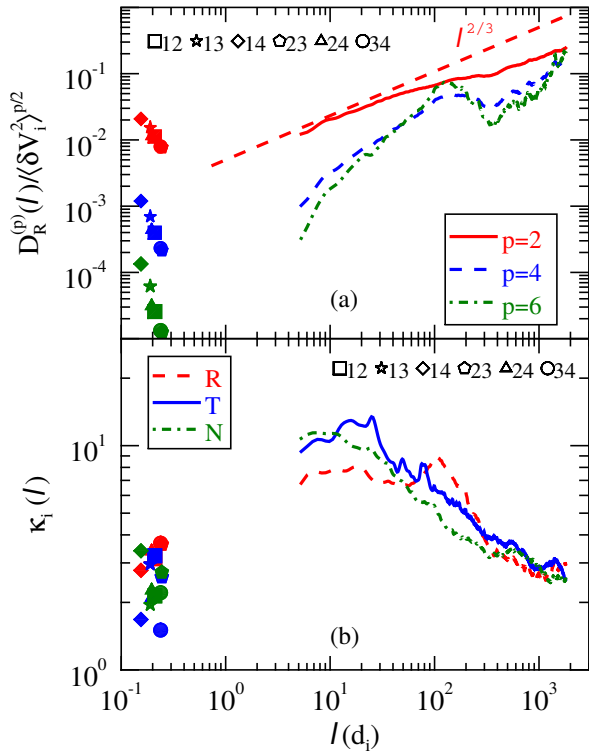 12 13 14 23 24 34
l^{2/3}
10^0
10^{-1}
10^{-2}
10^{-3}
10^{-4}
D_R^{(p)}(l)/⟨δV_i^2⟩^{p/2}
p=2
p=4
p=6
(a)
R
T
N
12 13 14 23 24 34
10^1
10^0
κ_i(l)
(b)
10^{-1} 10^0 10^1 10^2 10^3
l(d_i)